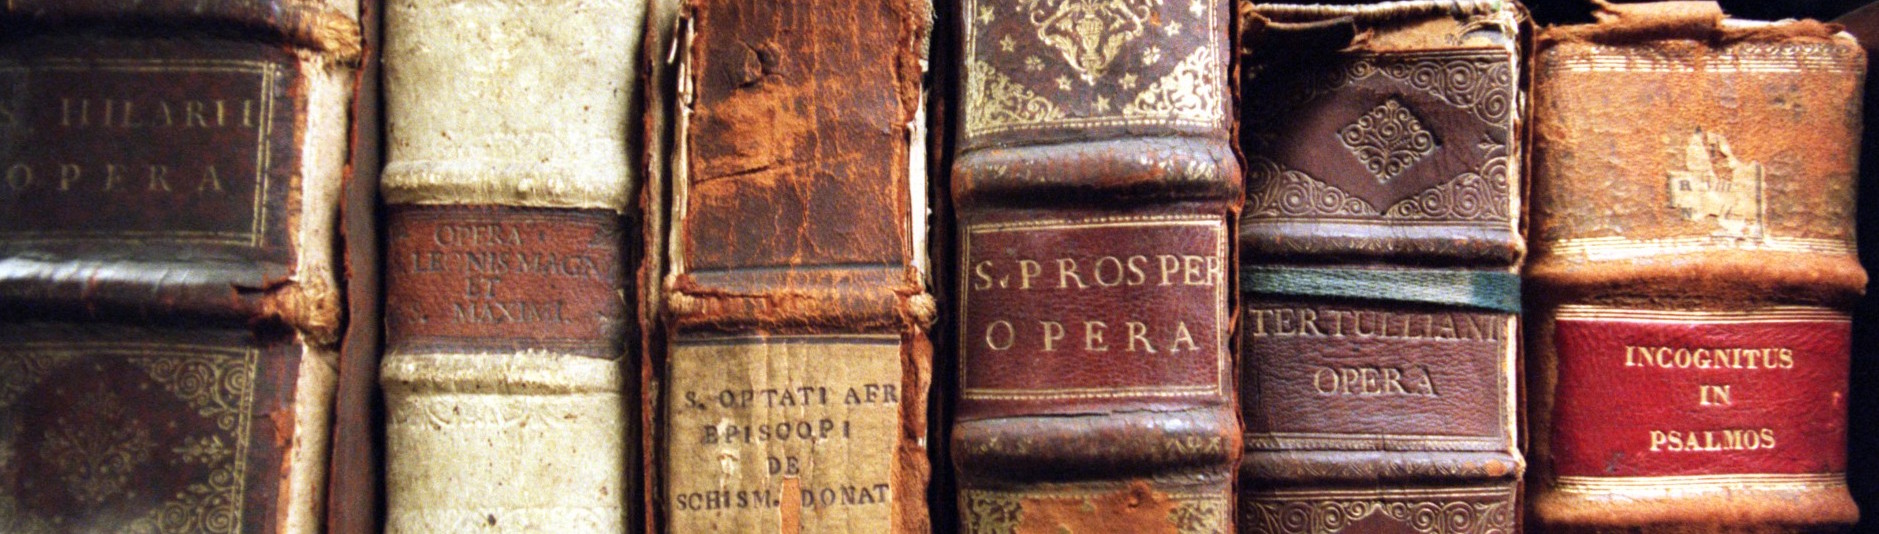 S. HILARII
OPERA
OPERA
LEONIS MAGN
ET
S. MAXIMI.
S. OPTATI AFR
EPISCOPI
DE
SCHISM. DONAT
S. PROSPER
OPERA
TERTULLIANI
OPERA
INCOGNITUS
IN
PSALMOS